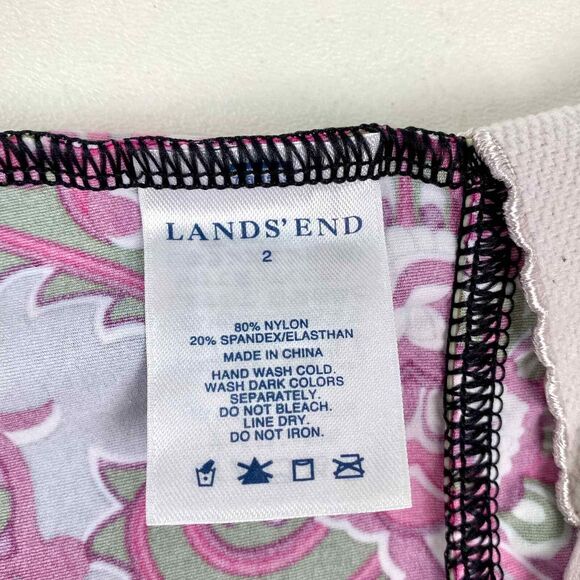 LANDS' END
2
80% NYLON
20% SPANDEX/ELASTHAN
MADE IN CHINA
HAND WASH COLD.
WASH DARK COLORS
SEPARATELY.
DO NOT BLEACH.
LINE DRY.
DO NOT IRON.